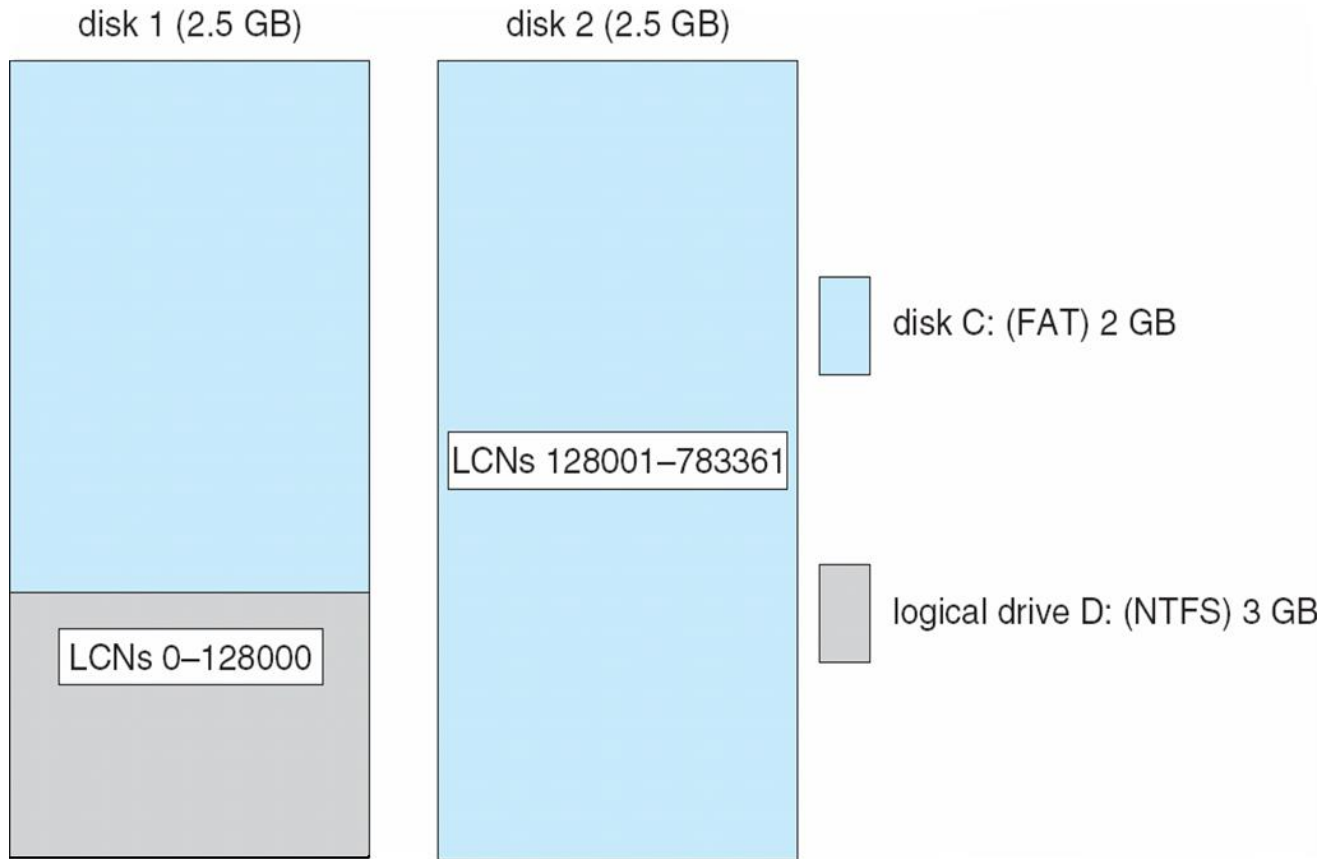 disk 1 (2.5 GB)
disk 2 (2.5 GB)
disk C: (FAT) 2 GB
LCNs 128001–783361
logical drive D: (NTFS) 3 GB
LCNs 0–128000